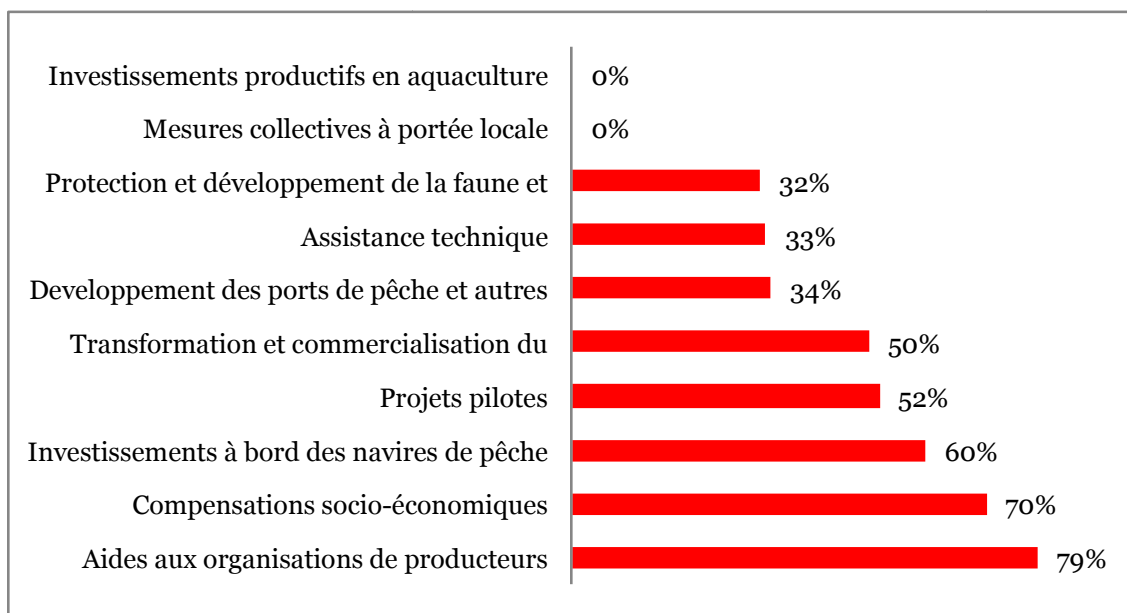 Investissements productifs en aquaculture 0%
Mesures collectives à portée locale 0%
Protection et développement de la faune et 32%
Assistance technique 33%
Developpement des ports de pêche et autres 34%
Transformation et commercialisation du 50%
Projets pilotes 52%
Investissements à bord des navires de pêche 60%
Compensations socio-économiques 70%
Aides aux organisations de producteurs 79%